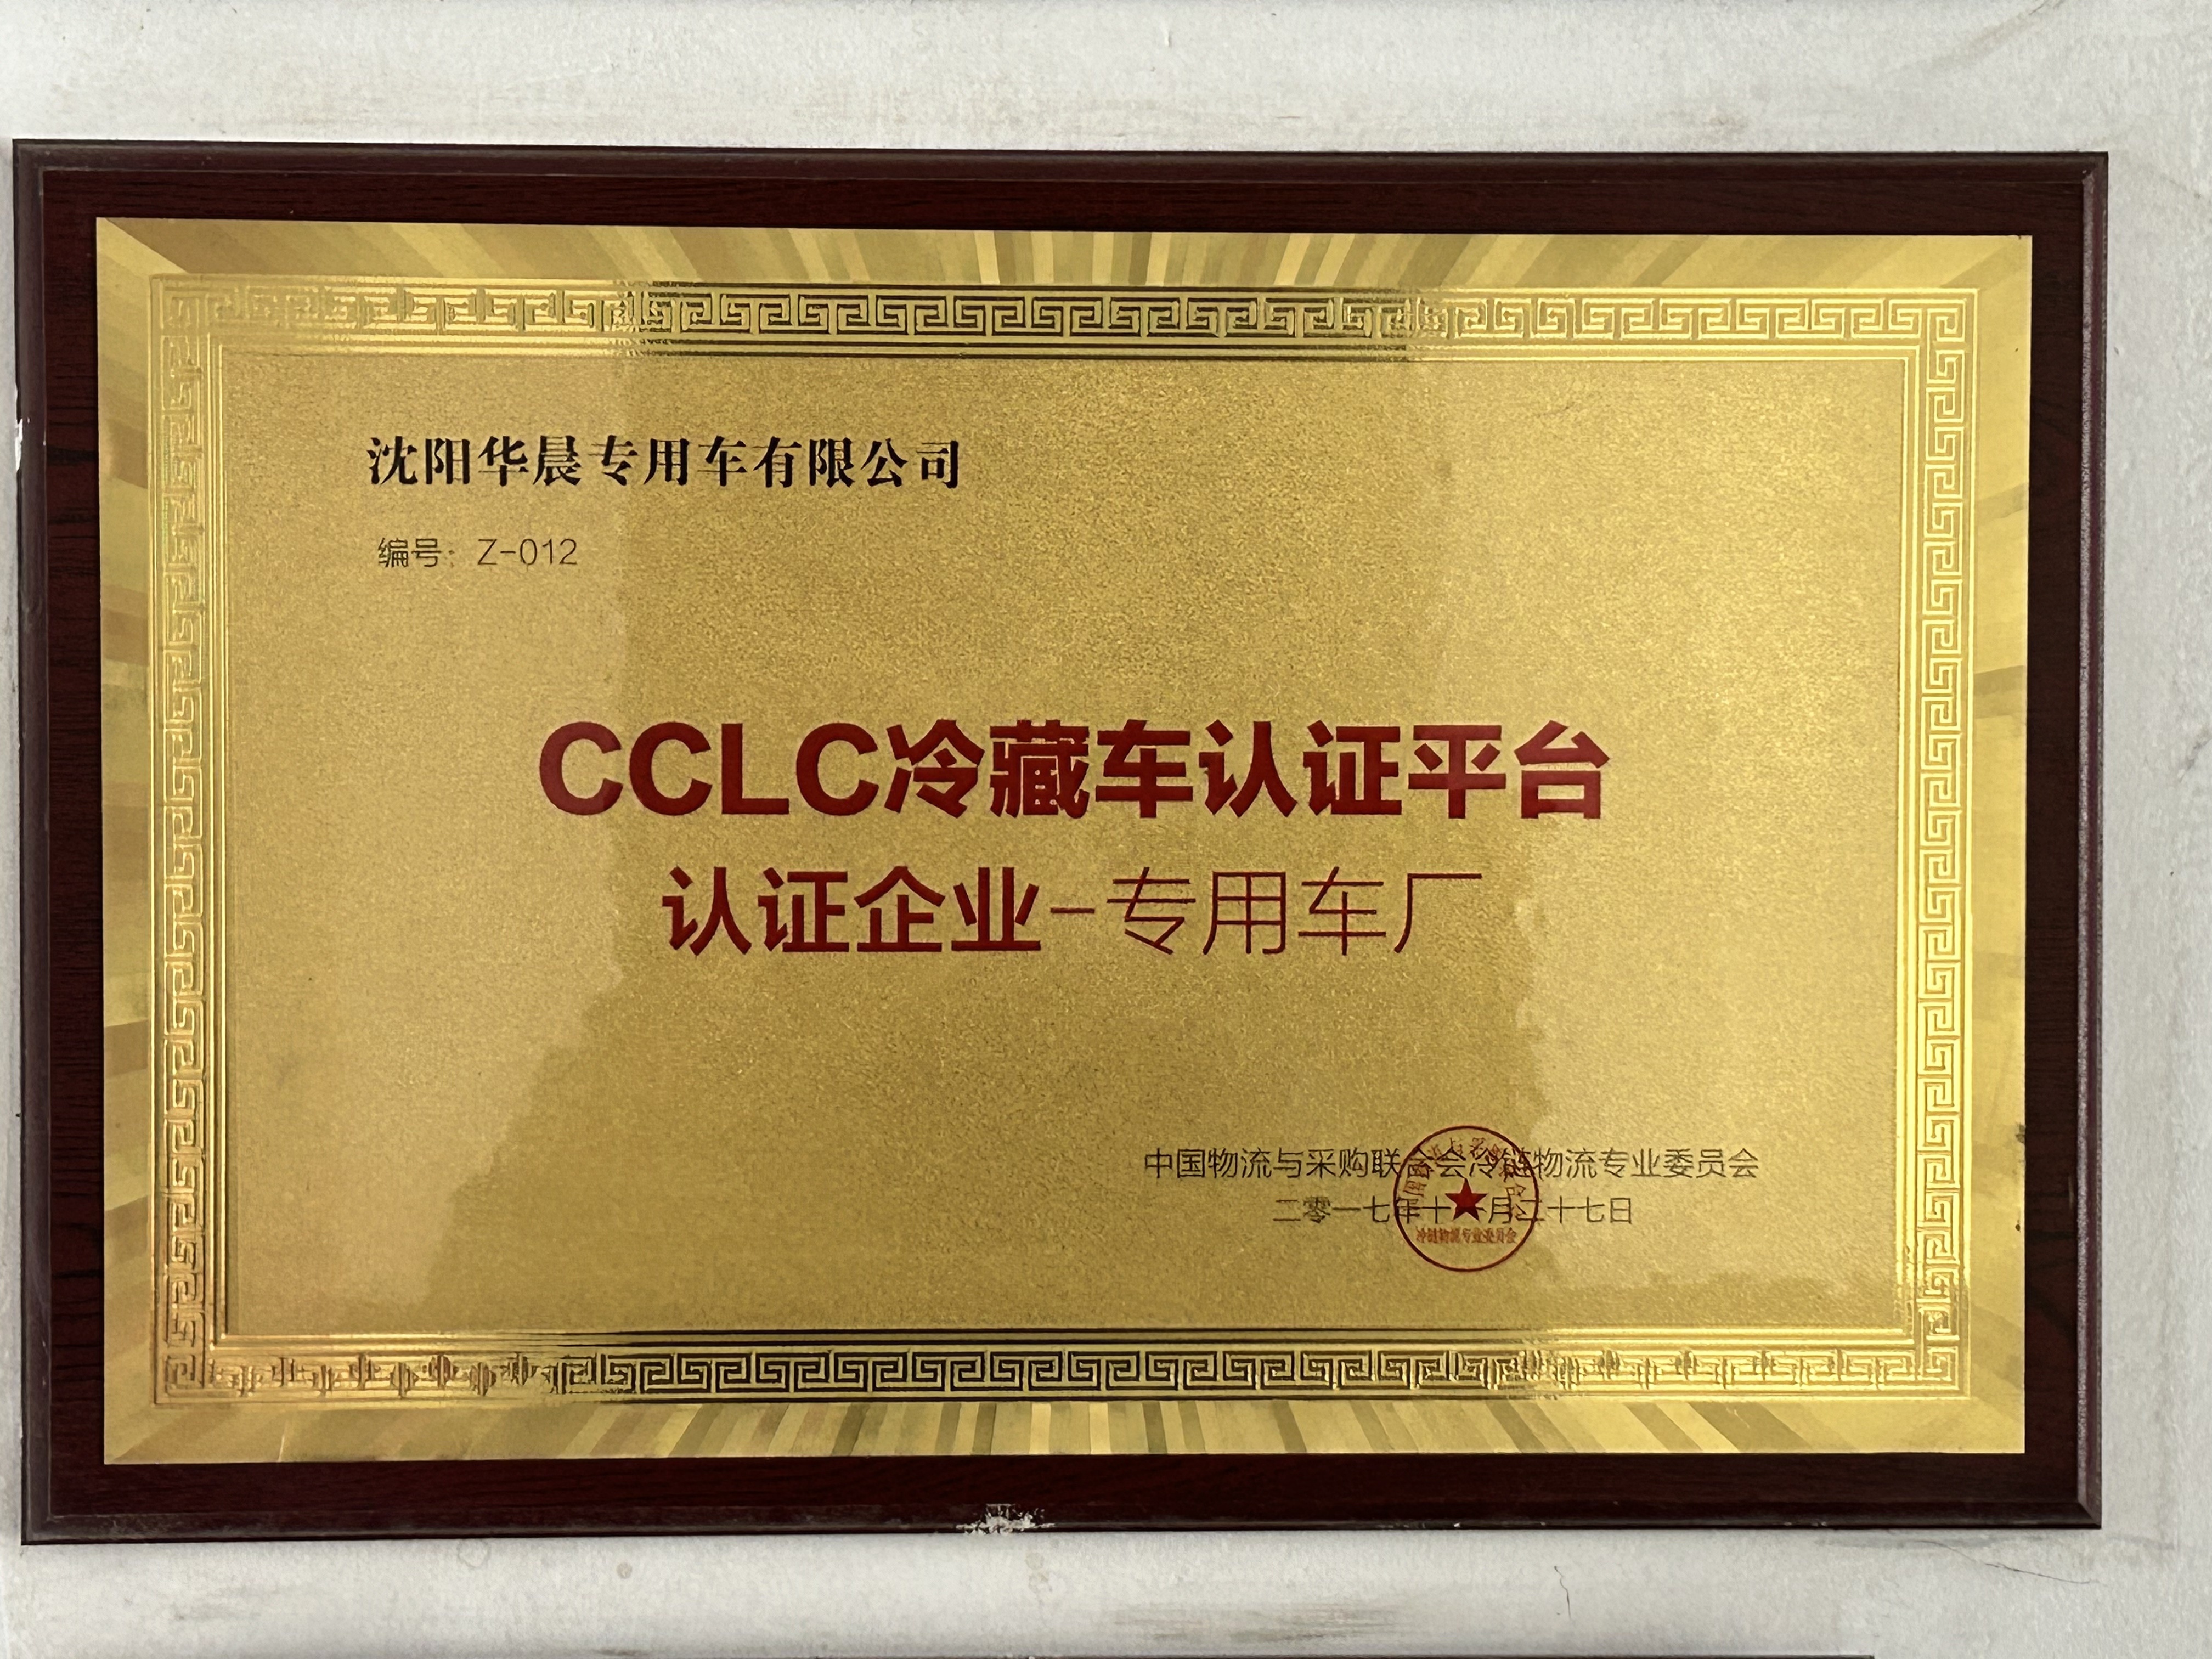 沈阳华晨专用车有限公司
编号：Z-012
CCLC冷藏车认证平台
认证企业-专用车厂
中国物流与采购联合会冷链物流专业委员会
二零一七年十一月二十七日
冷链物流专业委员会